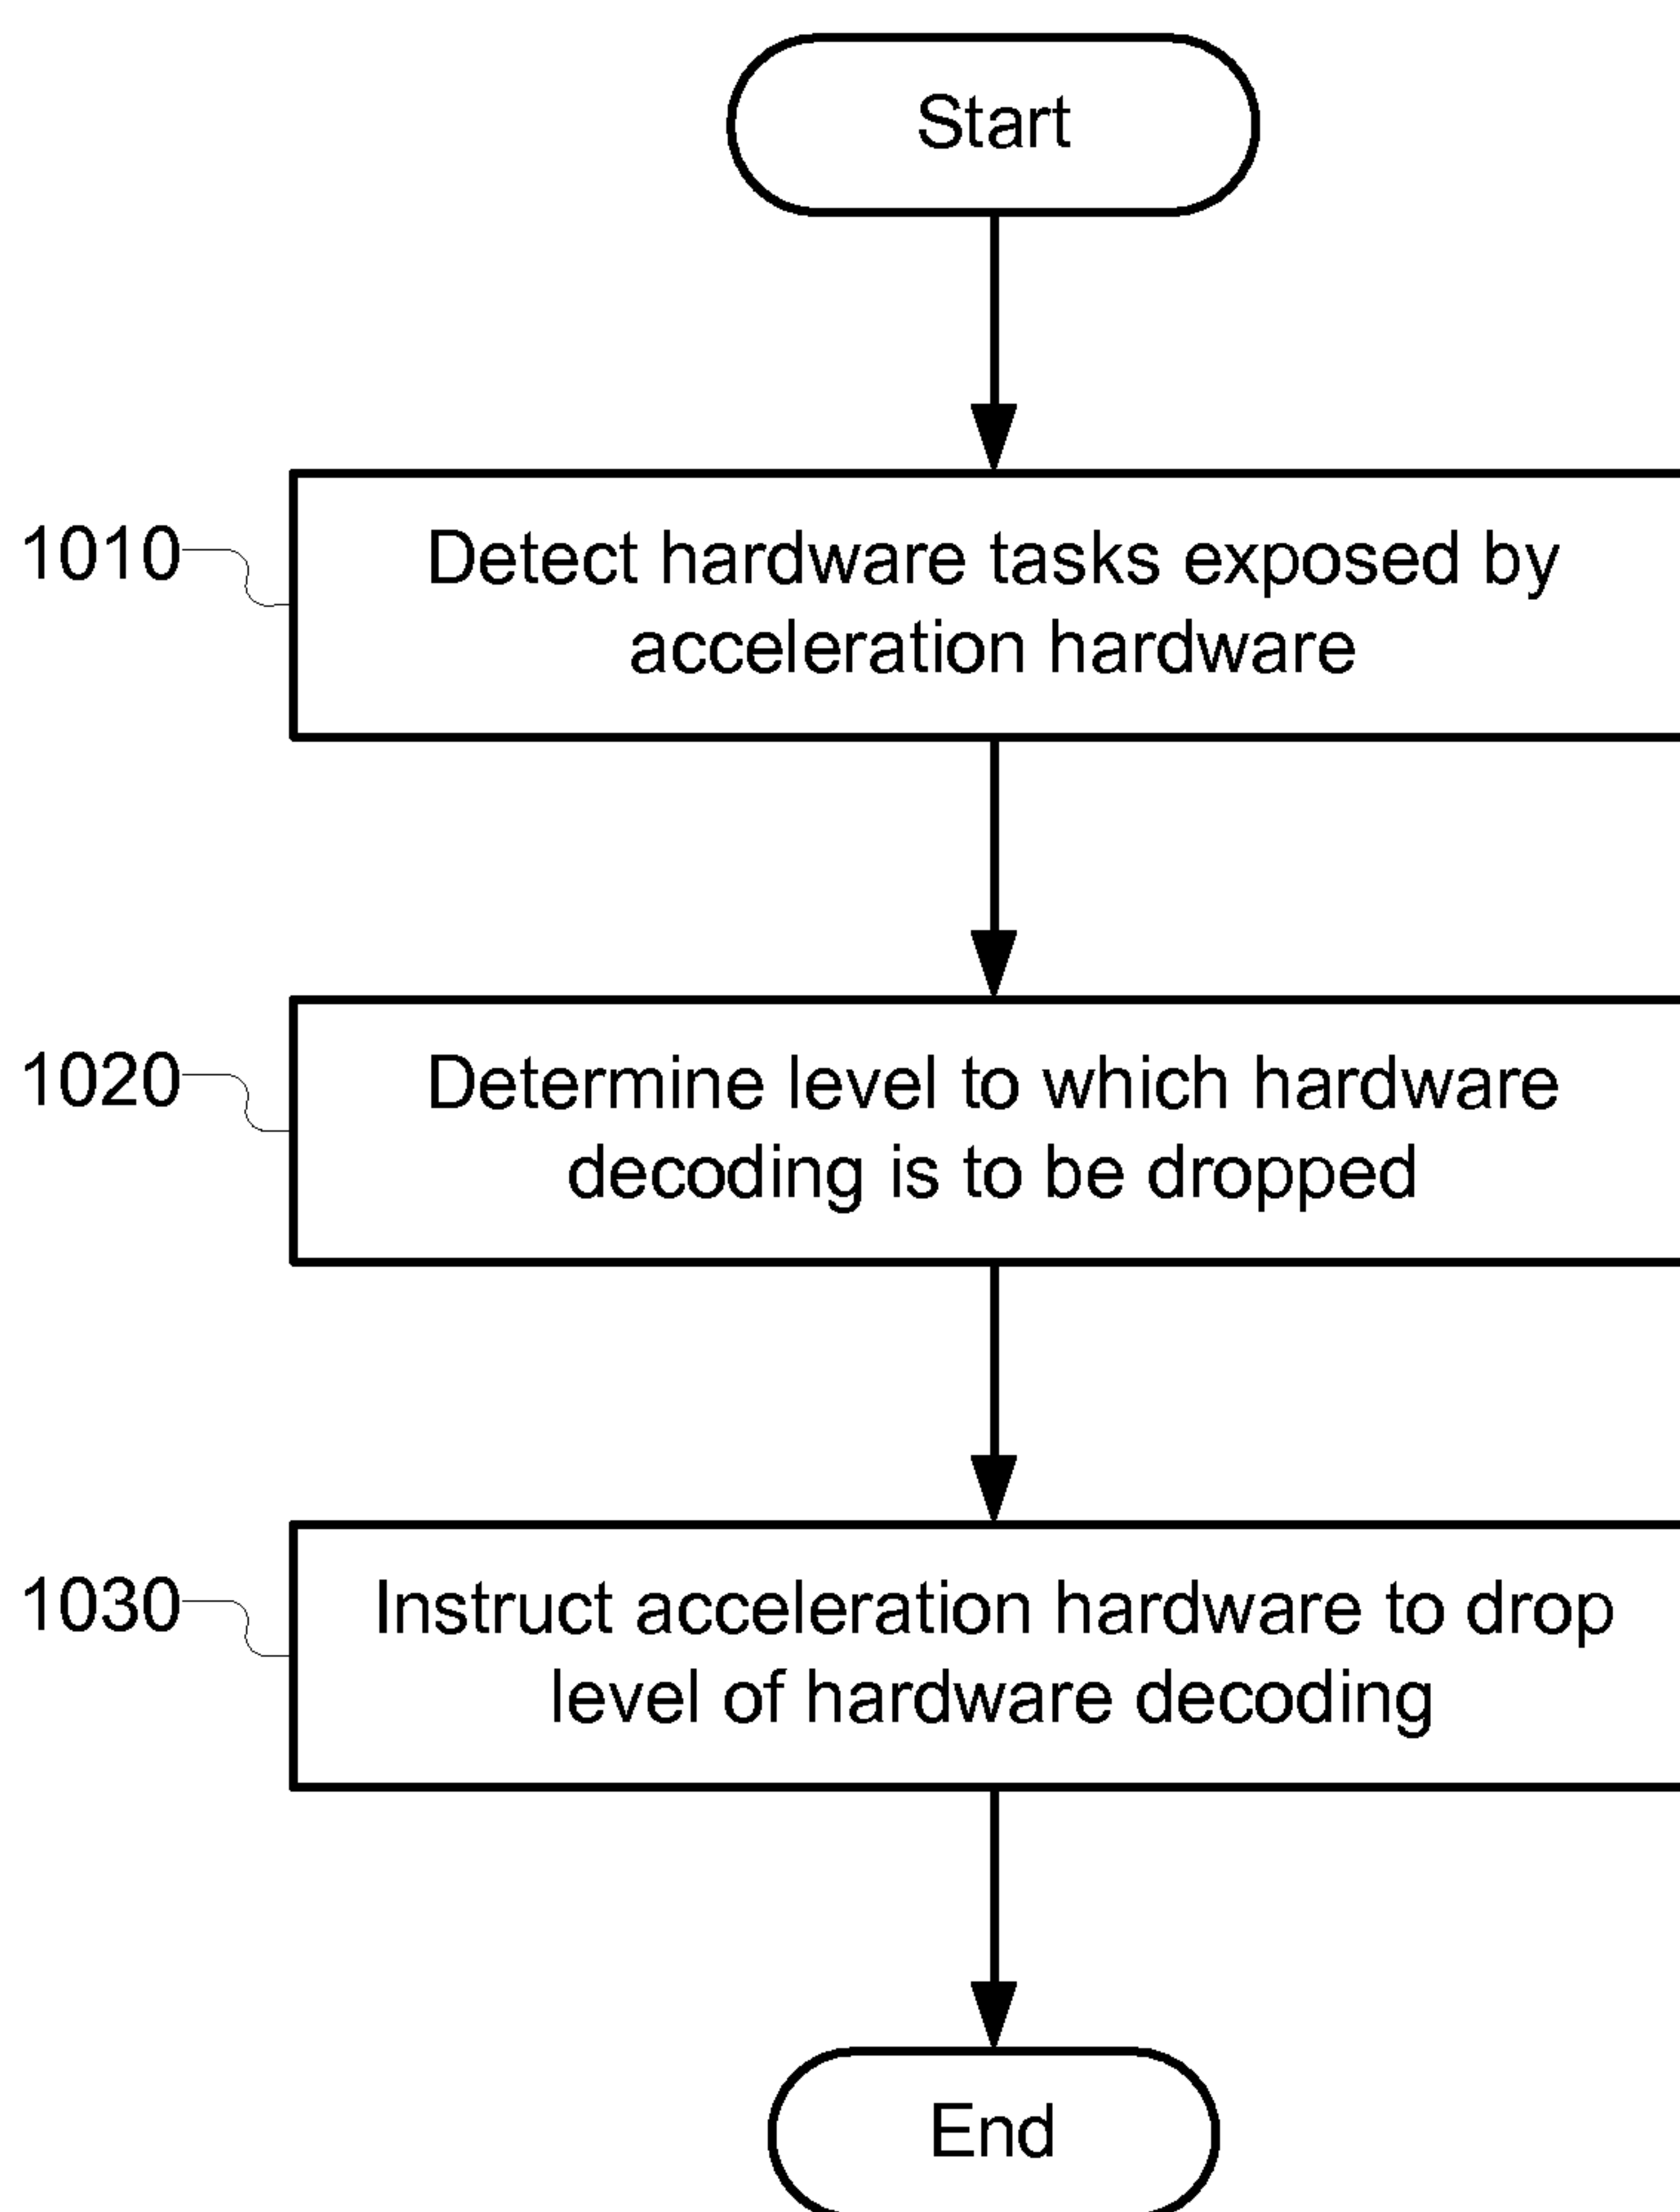 Start
1010
Detect hardware tasks exposed by
acceleration hardware
1020
Determine level to which hardware
decoding is to be dropped
1030
Instruct acceleration hardware to drop
level of hardware decoding
End